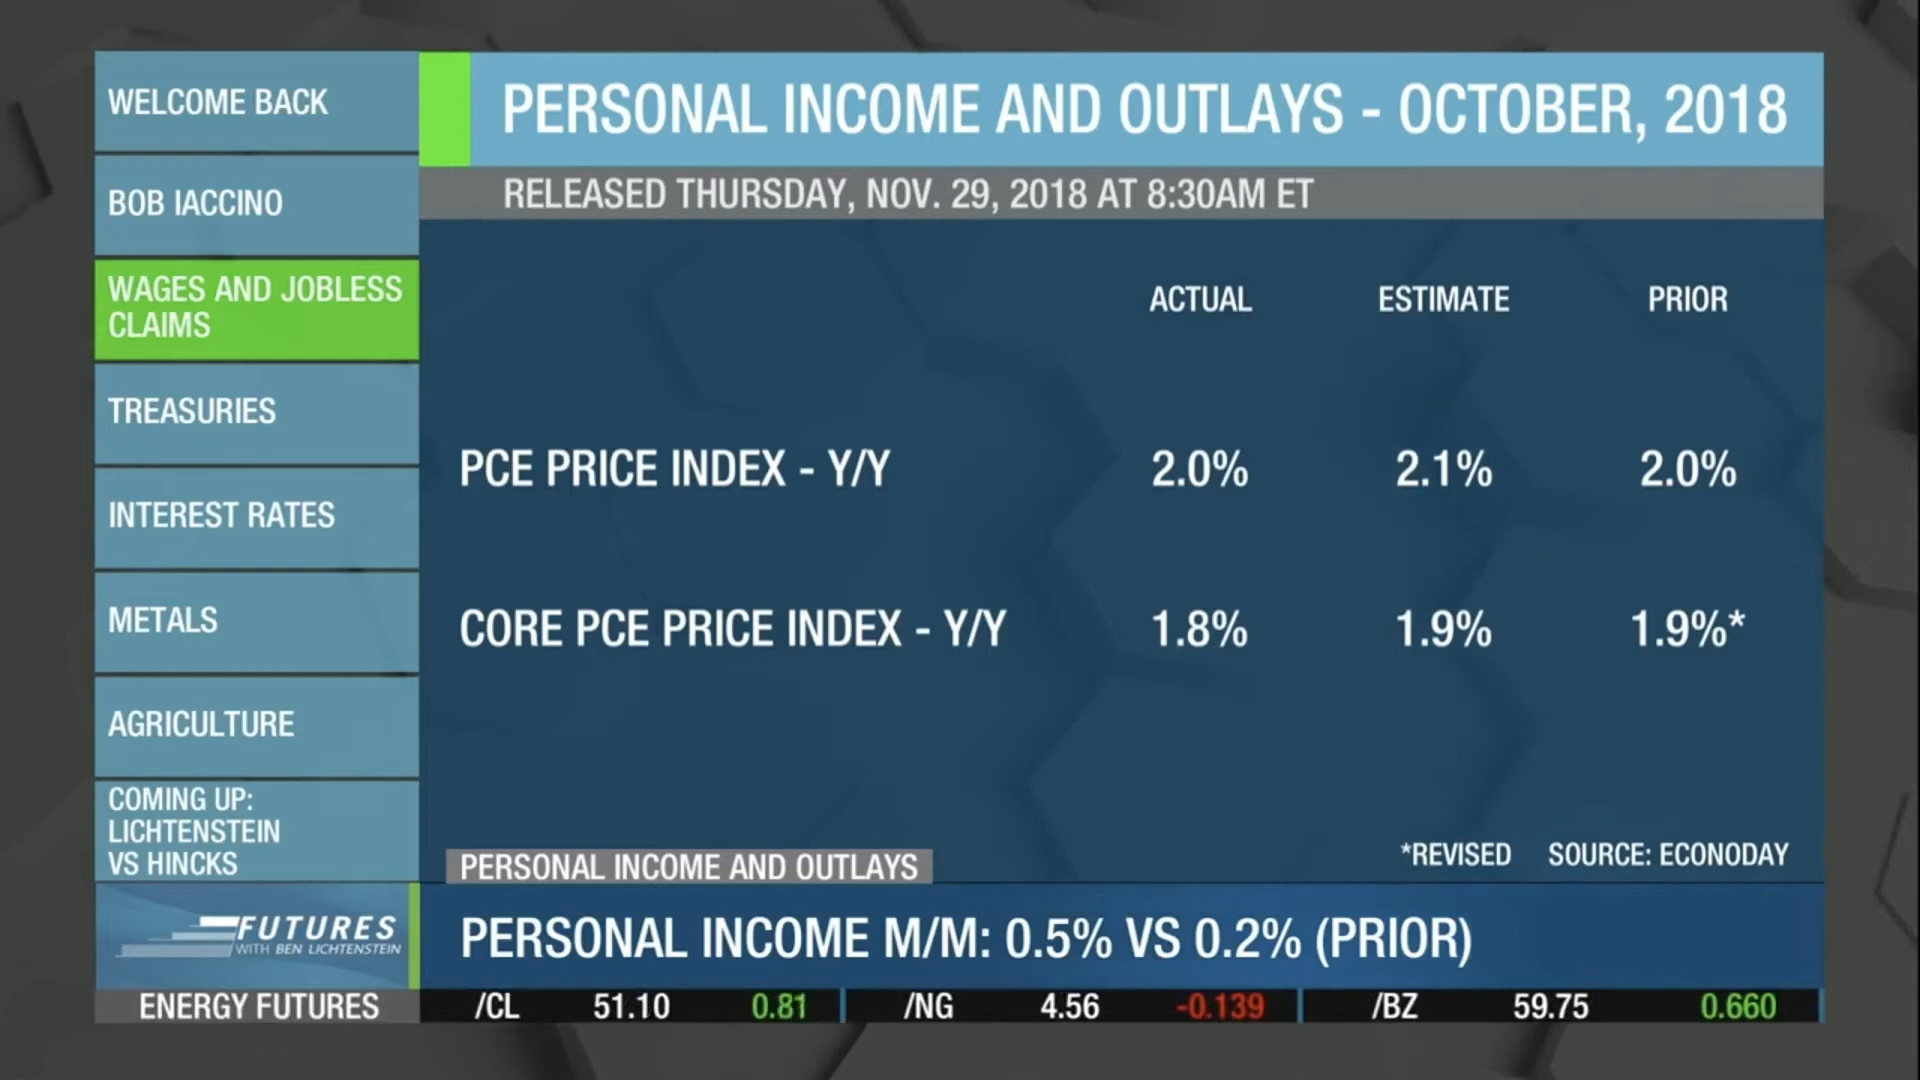 WELCOME BACK
BOB IACCINO
WAGES AND JOBLESS
CLAIMS
TREASURIES
INTEREST RATES
METALS
AGRICULTURE
COMING UP:
LICHTENSTEIN
VS HINCKS
PERSONAL INCOME AND OUTLAYS - OCTOBER, 2018
RELEASED THURSDAY, NOV. 29, 2018 AT 8:30AM ET
ACTUAL ESTIMATE PRIOR
PCE PRICE INDEX - Y/Y 2.0% 2.1% 2.0%
CORE PCE PRICE INDEX - Y/Y 1.8% 1.9% 1.9%*
*REVISED SOURCE: ECONODAY
PERSONAL INCOME AND OUTLAYS
FUTURES
WITH BEN LICHTENSTEIN
PERSONAL INCOME M/M: 0.5% VS 0.2% (PRIOR)
ENERGY FUTURES /CL 51.10 0.81 /NG 4.56 -0.139 /BZ 59.75 0.660